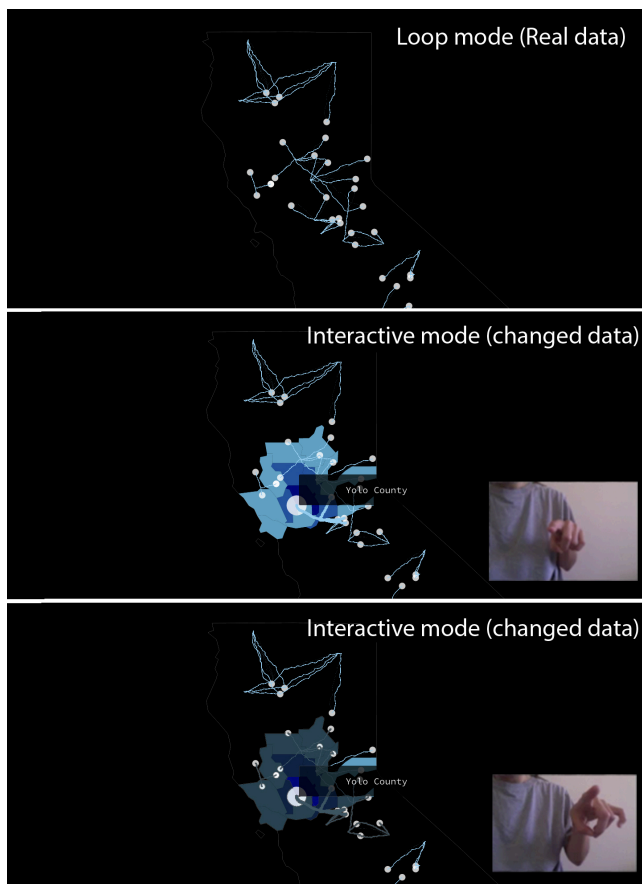 Loop mode (Real data)
Interactive mode (changed data)
Yolo County
Interactive mode (changed data)
Yolo County